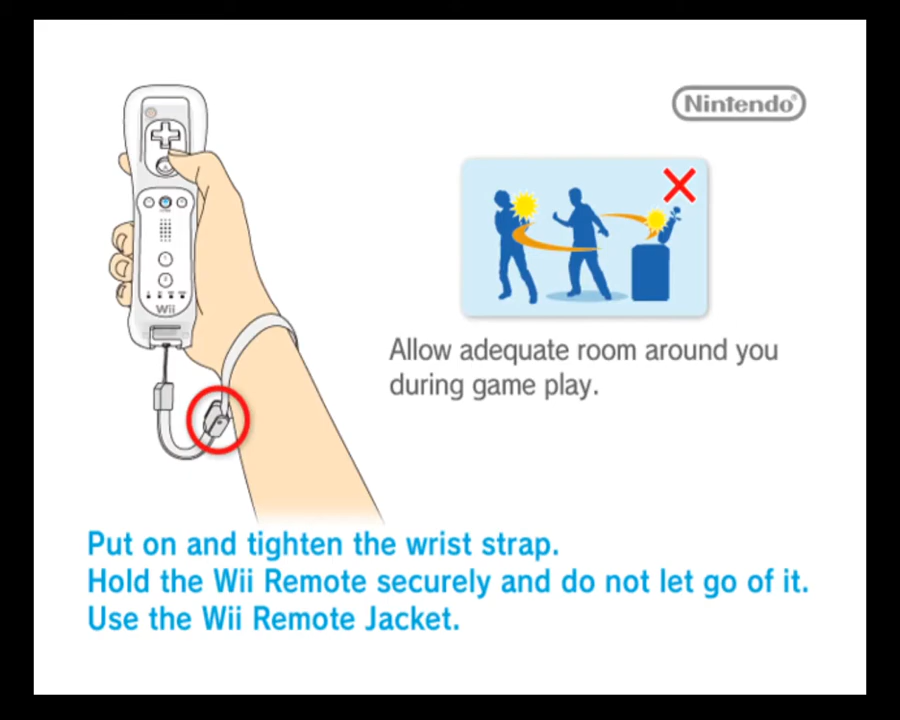 Nintendo®
Allow adequate room around you
during game play.
Wii
Put on and tighten the wrist strap.
Hold the Wii Remote securely and do not let go of it.
Use the Wii Remote Jacket.